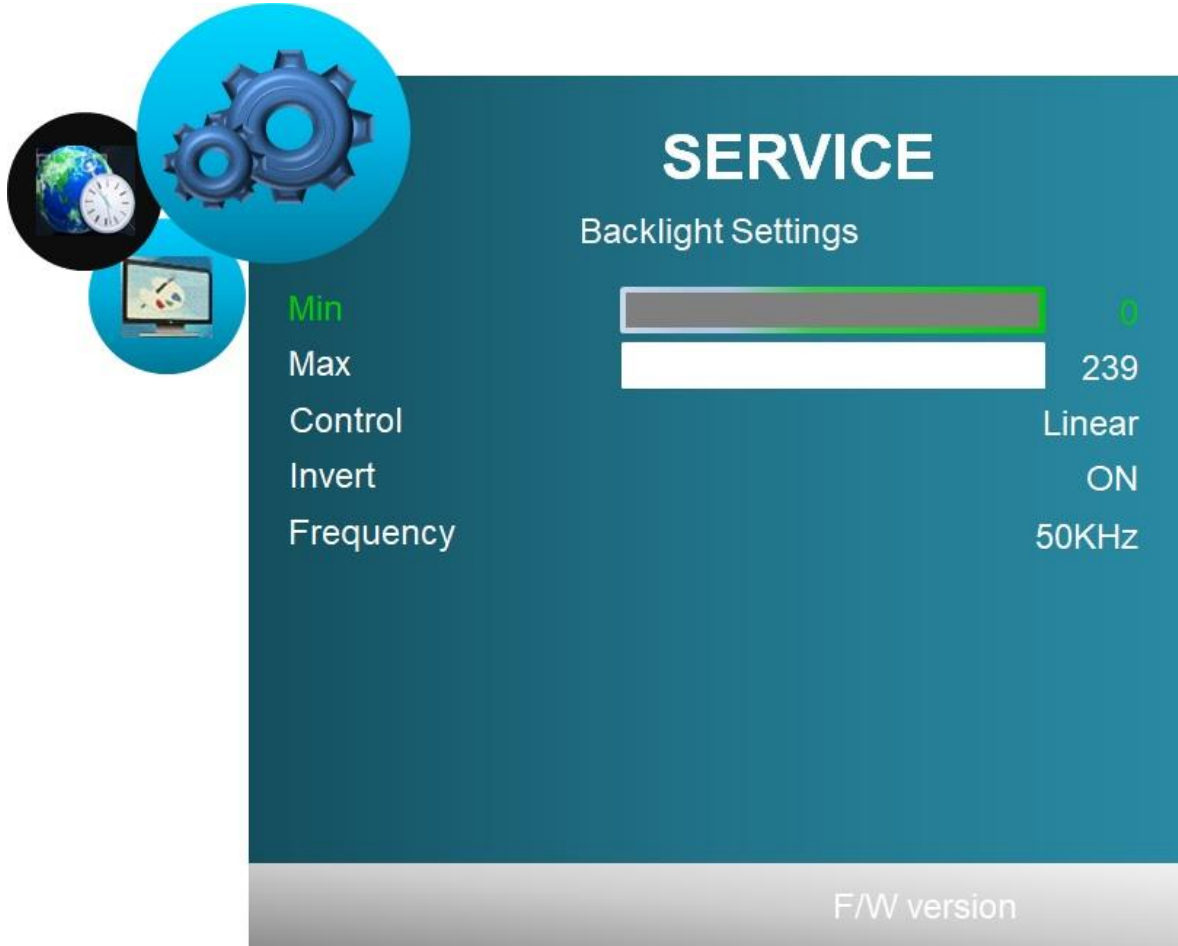 SERVICE
Backlight Settings
Min 0
Max 239
Control Linear
Invert ON
Frequency 50KHz
F/W version